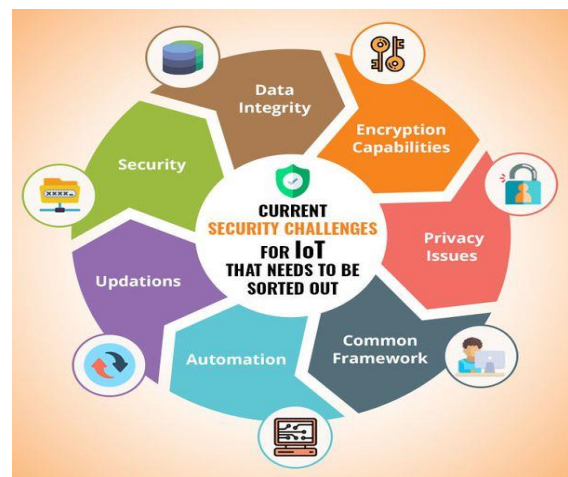 Data
Integrity
Encryption
Capabilities
Privacy
Issues
Common
Framework
Automation
Updations
Security
XXXX_
CURRENT
SECURITY CHALLENGES
FOR IoT
THAT NEEDS TO BE
SORTED OUT